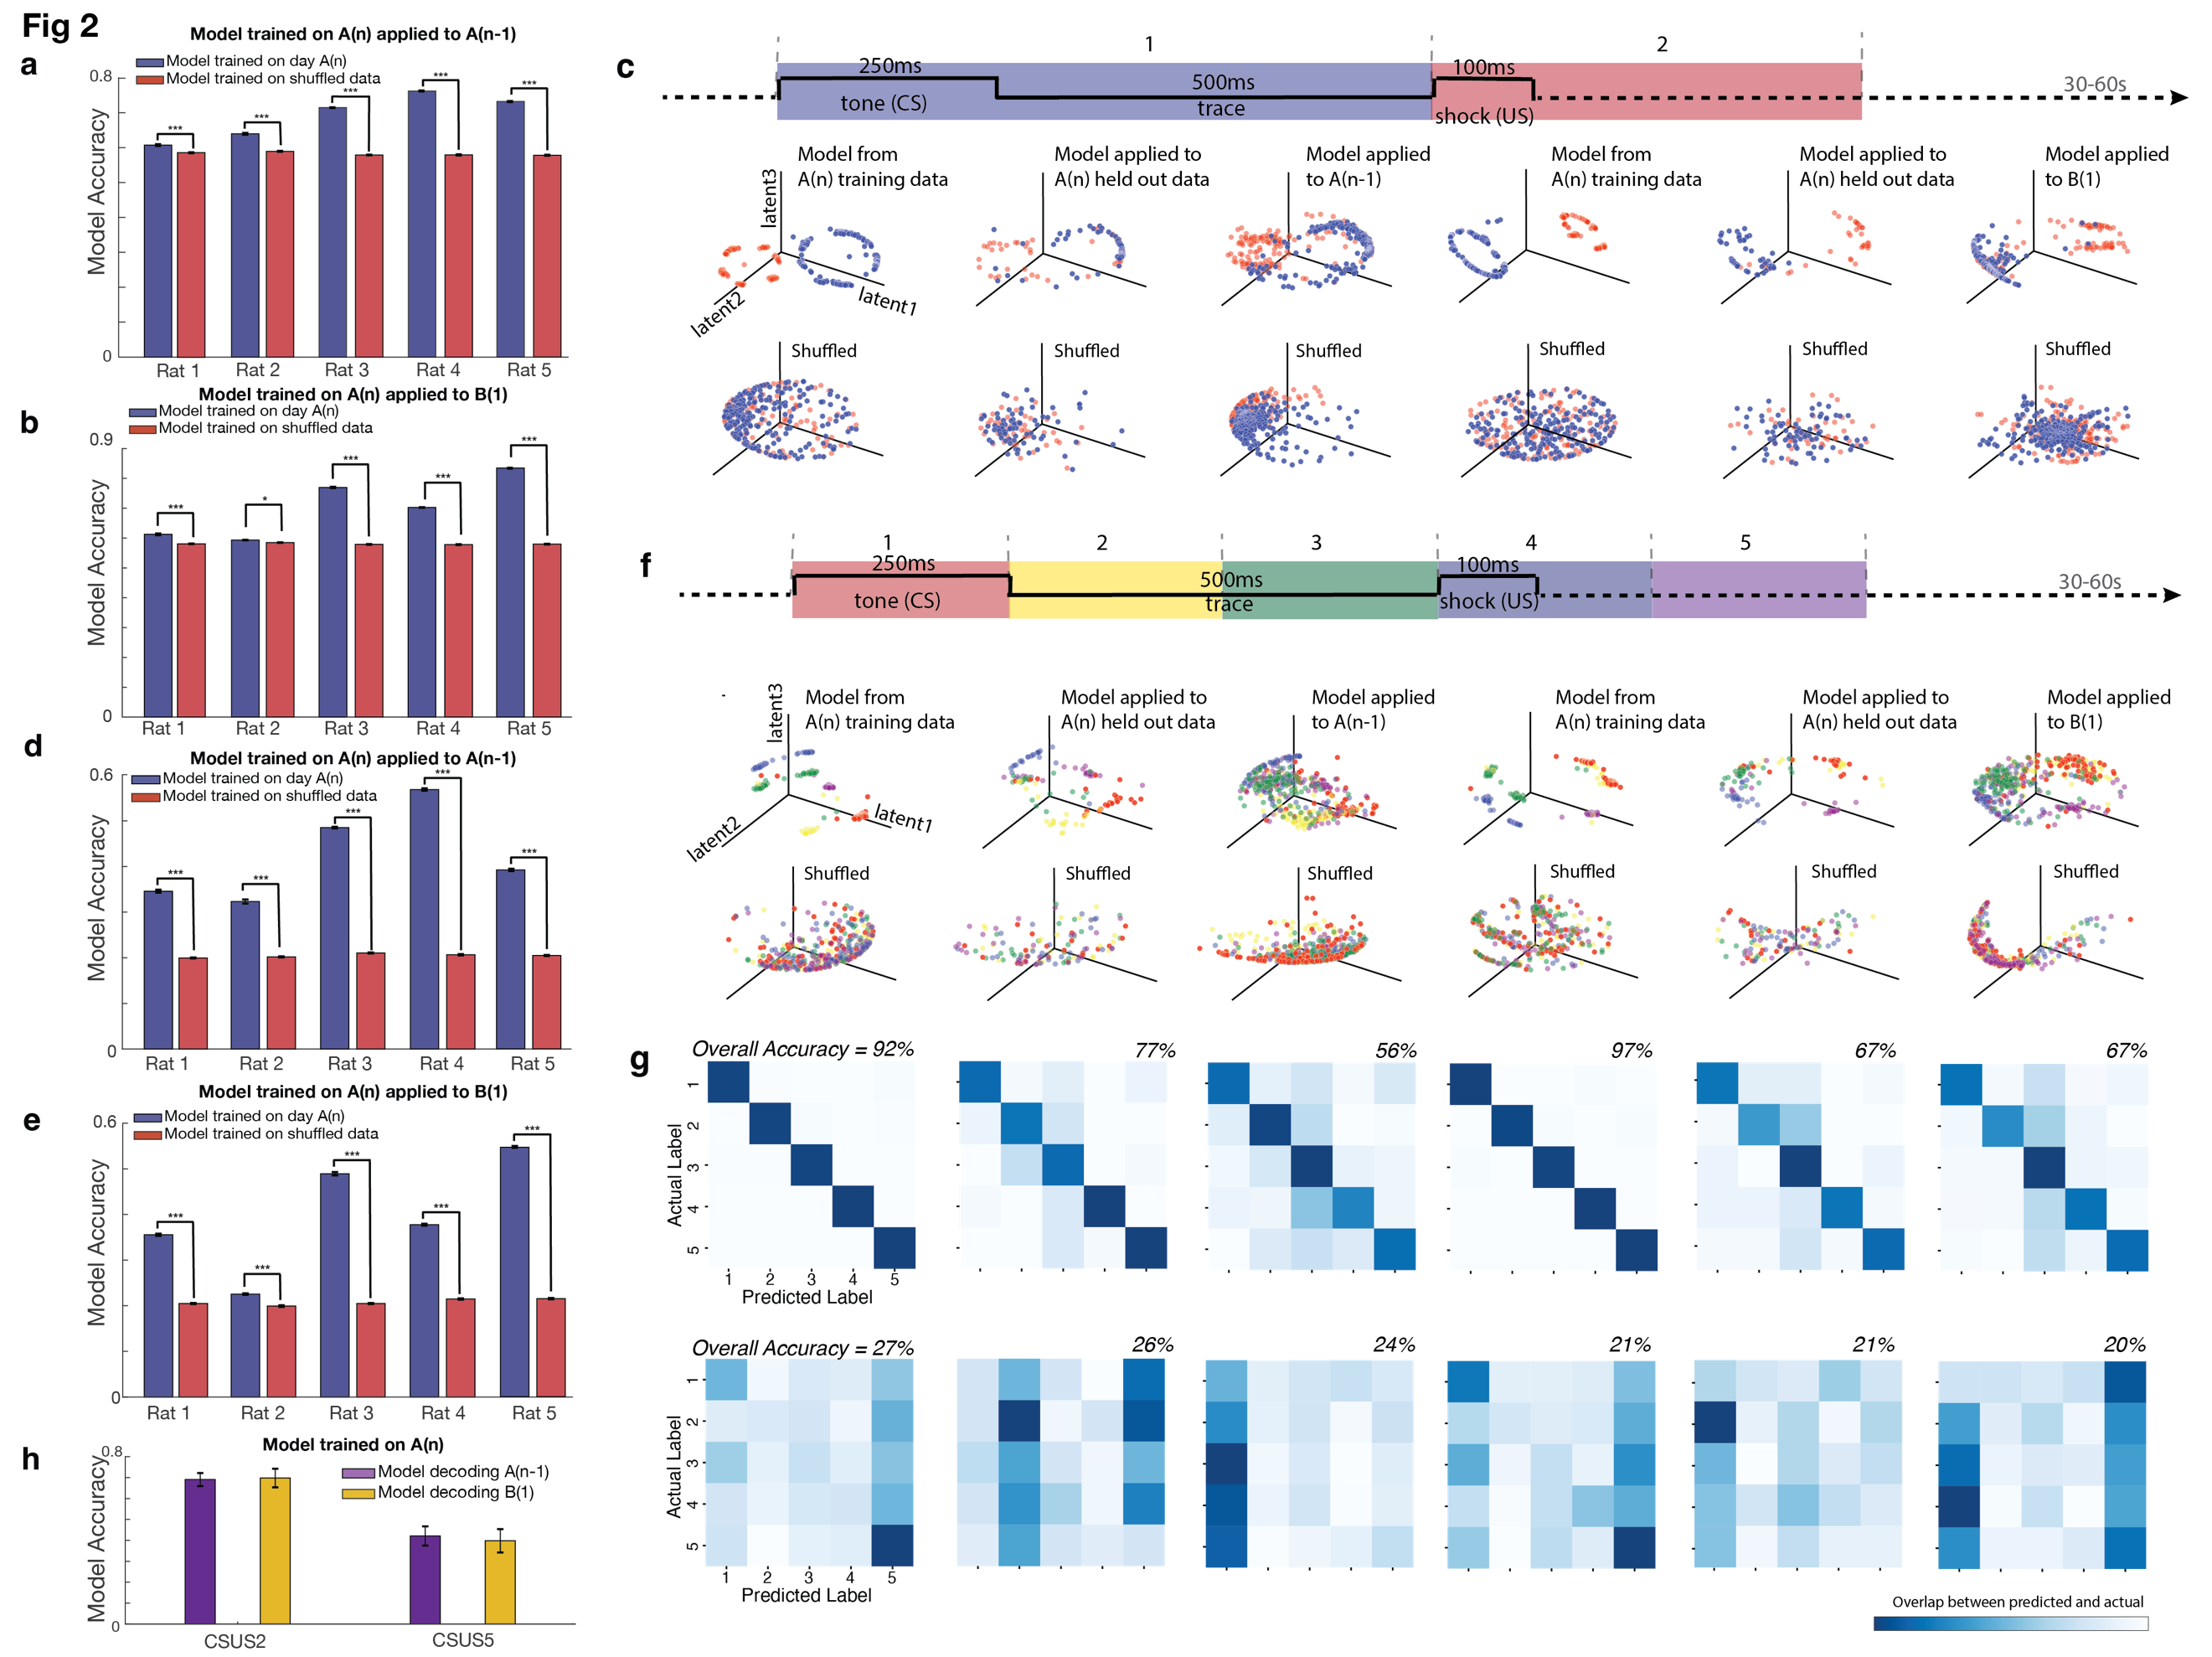 Fig 2
a
Model trained on A(n) applied to A(n-1)
Model trained on day A(n)
Model trained on shuffled data
0.8
Model Accuracy
0
Rat 1 Rat 2 Rat 3 Rat 4 Rat 5
*** *** *** *** ***
b
Model trained on A(n) applied to B(1)
Model trained on day A(n)
Model trained on shuffled data
0.9
Model Accuracy
0
Rat 1 Rat 2 Rat 3 Rat 4 Rat 5
*** * *** *** ***
d
Model trained on A(n) applied to A(n-1)
Model trained on day A(n)
Model trained on shuffled data
0.6
Model Accuracy
0
Rat 1 Rat 2 Rat 3 Rat 4 Rat 5
*** *** *** *** ***
e
Model trained on A(n) applied to B(1)
Model trained on day A(n)
Model trained on shuffled data
0.6
Model Accuracy
0
Rat 1 Rat 2 Rat 3 Rat 4 Rat 5
*** *** *** *** ***
h
Model trained on A(n)
Model decoding A(n-1)
Model decoding B(1)
0.8
Model Accuracy
0
CSUS2 CSUS5
c
1 2
250ms 500ms 100ms 30-60s
tone (CS) trace shock (US)
Model from
A(n) training data
Model applied to
A(n) held out data
Model applied
to A(n-1)
Model from
A(n) training data
Model applied to
A(n) held out data
Model applied
to B(1)
latent3
latent2
latent1
Shuffled Shuffled Shuffled Shuffled Shuffled Shuffled
f
1 2 3 4 5
250ms 500ms 100ms 30-60s
tone (CS) trace shock (US)
Model from
A(n) training data
Model applied to
A(n) held out data
Model applied
to A(n-1)
Model from
A(n) training data
Model applied to
A(n) held out data
Model applied
to B(1)
latent3
latent2
latent1
Shuffled Shuffled Shuffled Shuffled Shuffled Shuffled
g
Overall Accuracy = 92% 77% 56% 97% 67% 67%
Actual Label
1
2
3
4
5
1 2 3 4 5
Predicted Label
Overall Accuracy = 27% 26% 24% 21% 21% 20%
Actual Label
1
2
3
4
5
1 2 3 4 5
Predicted Label
Overlap between predicted and actual